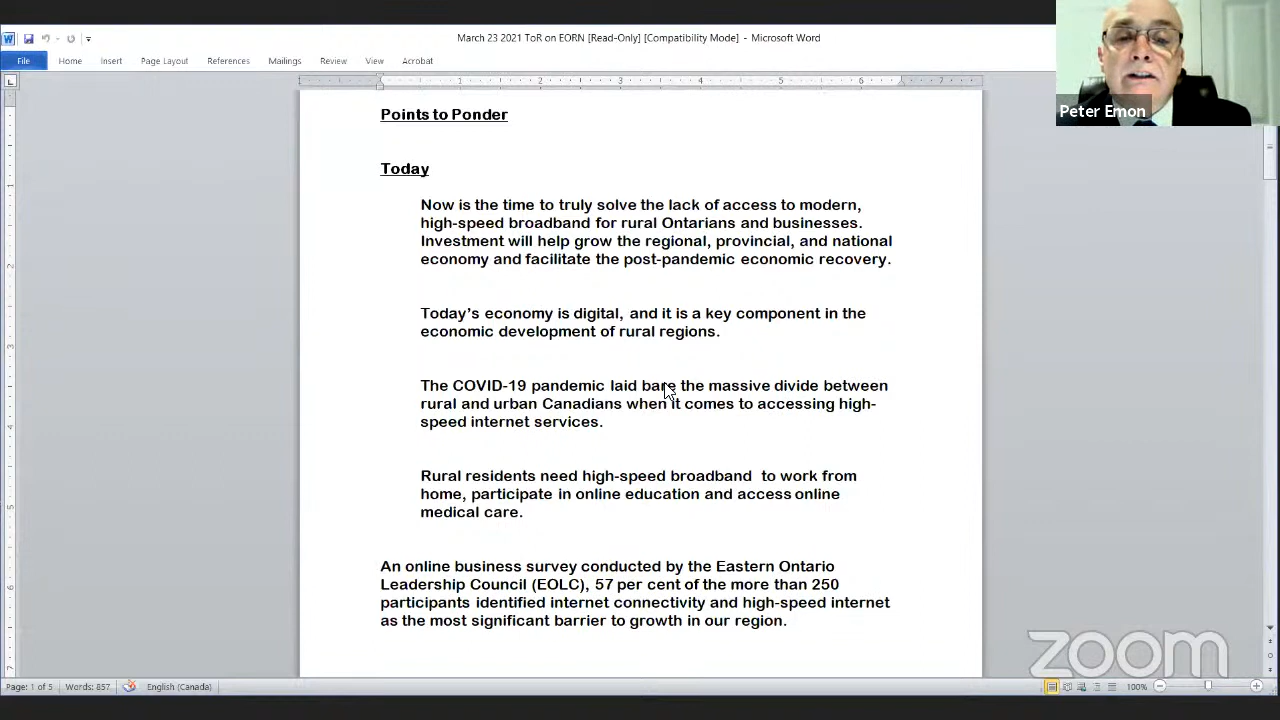 March 23 2021 ToR on EORN [Read-Only] [Compatibility Mode] - Microsoft Word
File Home Insert Page Layout References Mailings Review View Acrobat
1 2 3 4 5 6 7
Peter Emon
Points to Ponder
Today
Now is the time to truly solve the lack of access to modern,
high-speed broadband for rural Ontarians and businesses.
Investment will help grow the regional, provincial, and national
economy and facilitate the post-pandemic economic recovery.
Today's economy is digital, and it is a key component in the
economic development of rural regions.
The COVID-19 pandemic laid bare the massive divide between
rural and urban Canadians when it comes to accessing high-
speed internet services.
Rural residents need high-speed broadband  to work from
home, participate in online education and access online
medical care.
An online business survey conducted by the Eastern Ontario
Leadership Council (EOLC), 57 per cent of the more than 250
participants identified internet connectivity and high-speed internet
as the most significant barrier to growth in our region.
zoom
Page: 1 of 5 Words: 857 English (Canada) 100%